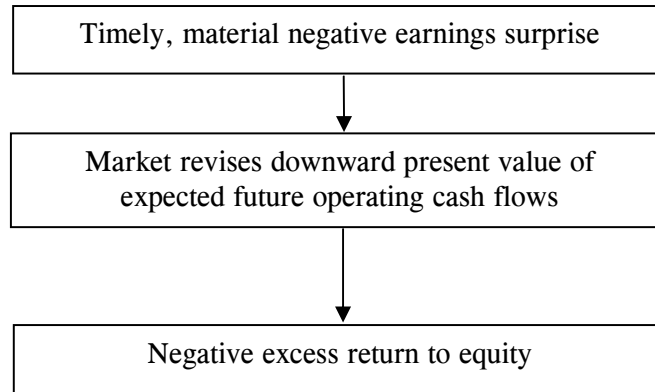 Timely, material negative earnings surprise
Market revises downward present value of
expected future operating cash flows
Negative excess return to equity